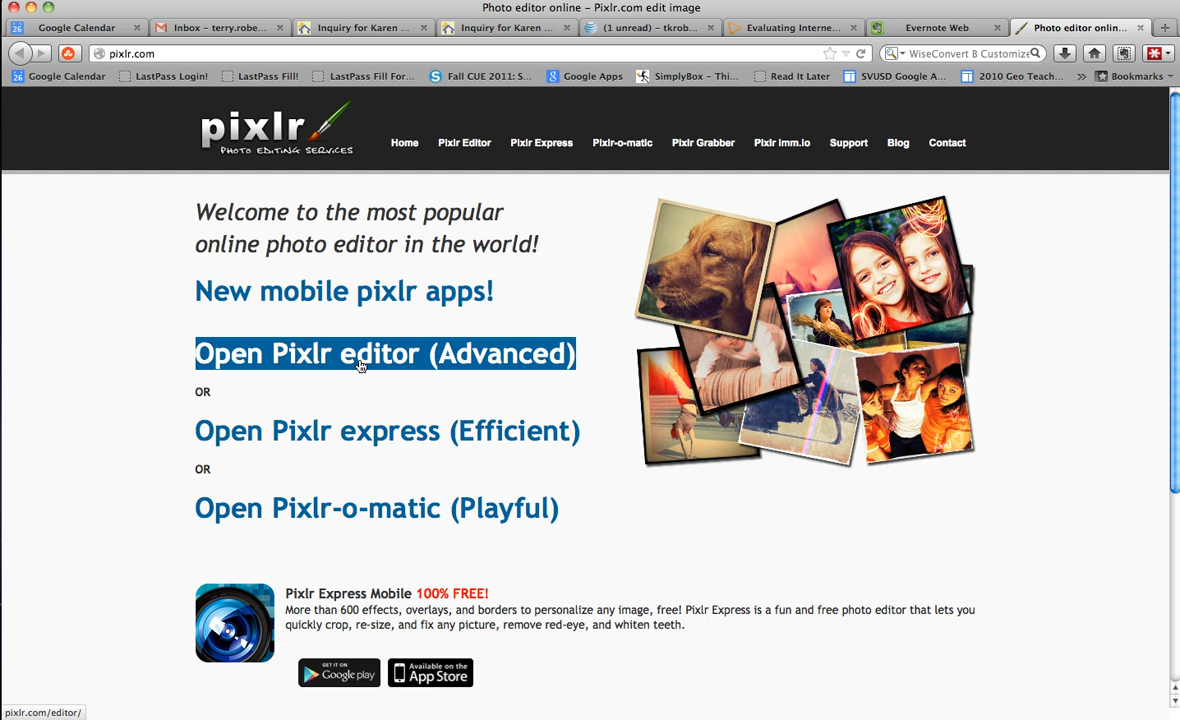 Photo editor online – Pixlr.com edit image
26 Google Calendar
Inbox – terry.robe...
Inquiry for Karen ...
Inquiry for Karen ...
(1 unread) – tkrob...
Evaluating Interne...
Evernote Web
Photo editor onlin...
pixlr.com
WiseConvert B Customize
26 Google Calendar
LastPass Login!
LastPass Fill!
LastPass Fill For...
S Fall CUE 2011: S...
8 Google Apps
SimplyBox – Thi...
Read It Later
SVUSD Google A...
2010 Geo Teach...
Bookmarks
pixlr
PHOTO EDITING SERVICES
Home Pixlr Editor Pixlr Express Pixlr-o-matic Pixlr Grabber Pixlr imm.io Support Blog Contact
Welcome to the most popular
online photo editor in the world!
New mobile pixlr apps!
Open Pixlr editor (Advanced)
OR
Open Pixlr express (Efficient)
OR
Open Pixlr-o-matic (Playful)
Pixlr Express Mobile 100% FREE!
More than 600 effects, overlays, and borders to personalize any image, free! Pixlr Express is a fun and free photo editor that lets you
quickly crop, re-size, and fix any picture, remove red-eye, and whiten teeth.
GET IT ON
Google play
Available on the
App Store
pixlr.com/editor/